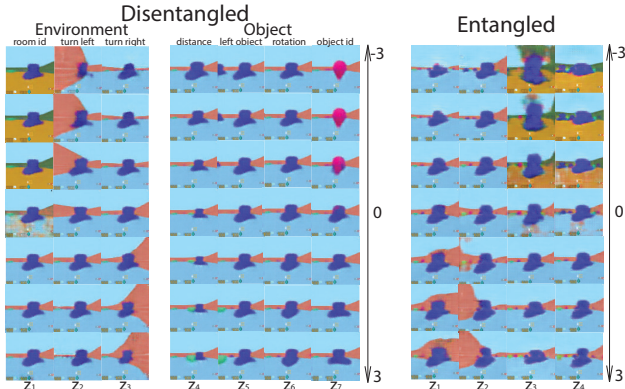 Disentangled
Environment
Object
Entangled
room id turn left turn right
distance left object rotation object id
-3
-3
0
0
3
3
z1 z2 z3
z4 z5 z6 z7
z1 z2 z3 z4